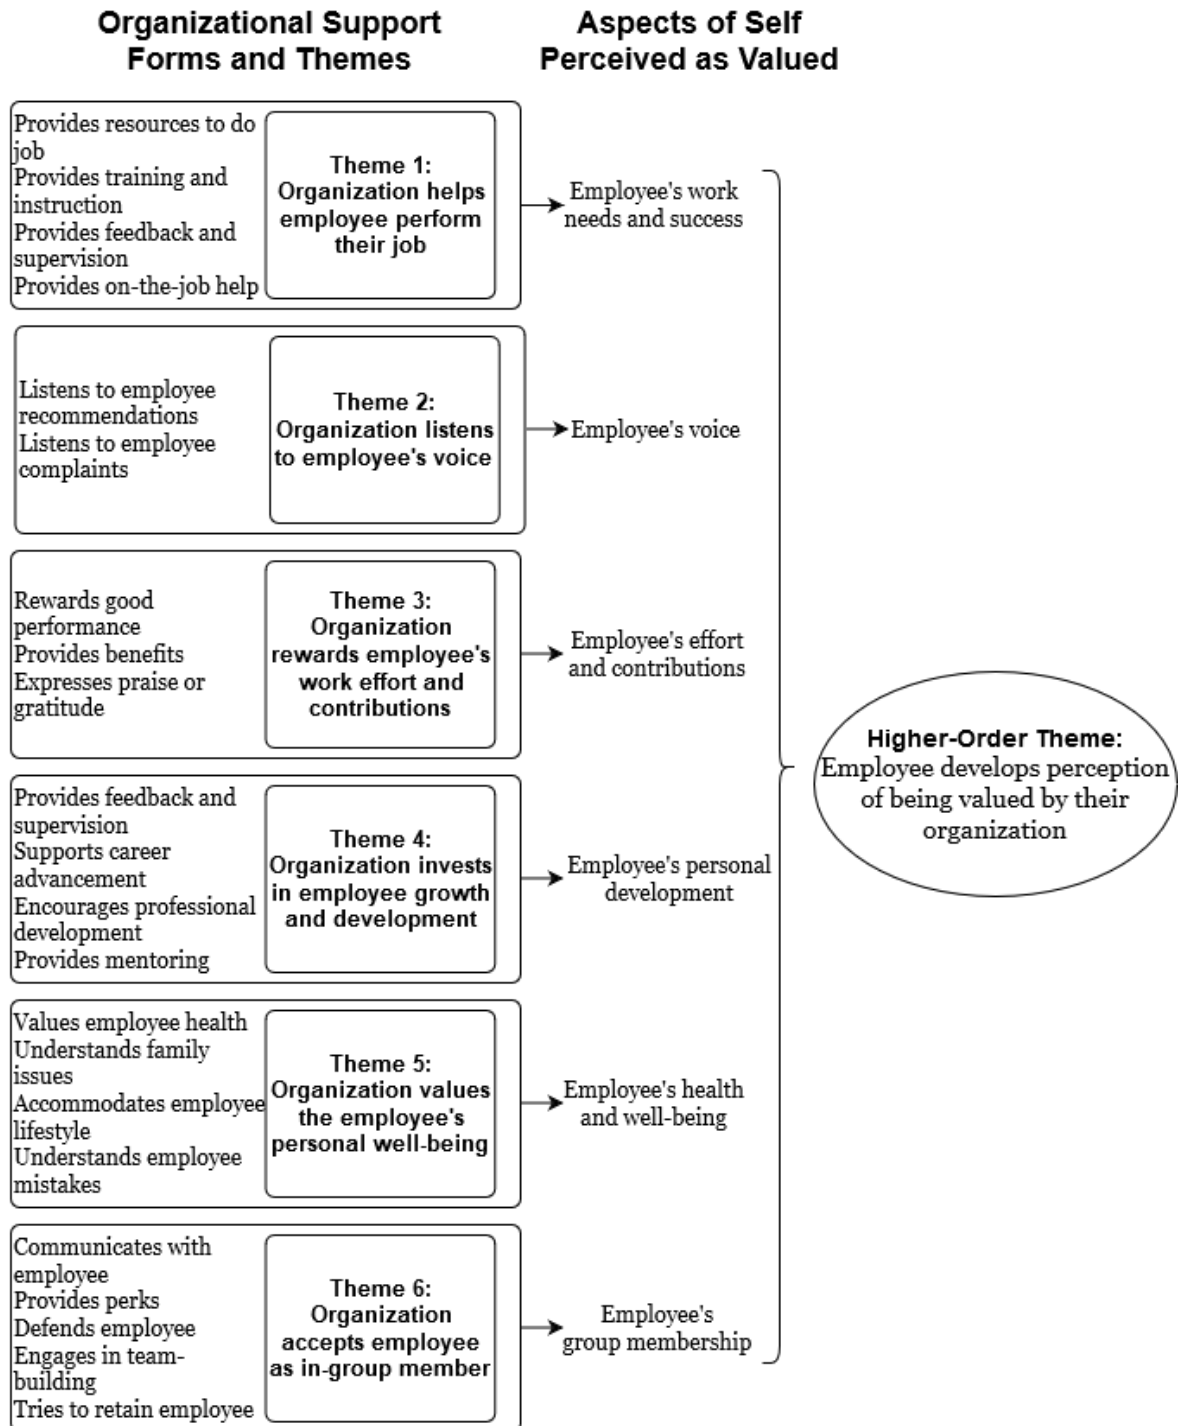 Organizational Support
Forms and Themes
Aspects of Self
Perceived as Valued
Provides resources to do
job
Provides training and
instruction
Provides feedback and
supervision
Provides on-the-job help
Theme 1:
Organization helps
employee perform
their job
Employee's work
needs and success
Listens to employee
recommendations
Listens to employee
complaints
Theme 2:
Organization listens
to employee's voice
Employee's voice
Rewards good
performance
Provides benefits
Expresses praise or
gratitude
Theme 3:
Organization
rewards employee's
work effort and
contributions
Employee's effort
and contributions
Provides feedback and
supervision
Supports career
advancement
Encourages professional
development
Provides mentoring
Theme 4:
Organization invests
in employee growth
and development
Employee's personal
development
Values employee health
Understands family
issues
Accommodates employee
lifestyle
Understands employee
mistakes
Theme 5:
Organization values
the employee's
personal well-being
Employee's health
and well-being
Communicates with
employee
Provides perks
Defends employee
Engages in team-
building
Tries to retain employee
Theme 6:
Organization
accepts employee
as in-group member
Employee's
group membership
Higher-Order Theme:
Employee develops perception
of being valued by their
organization